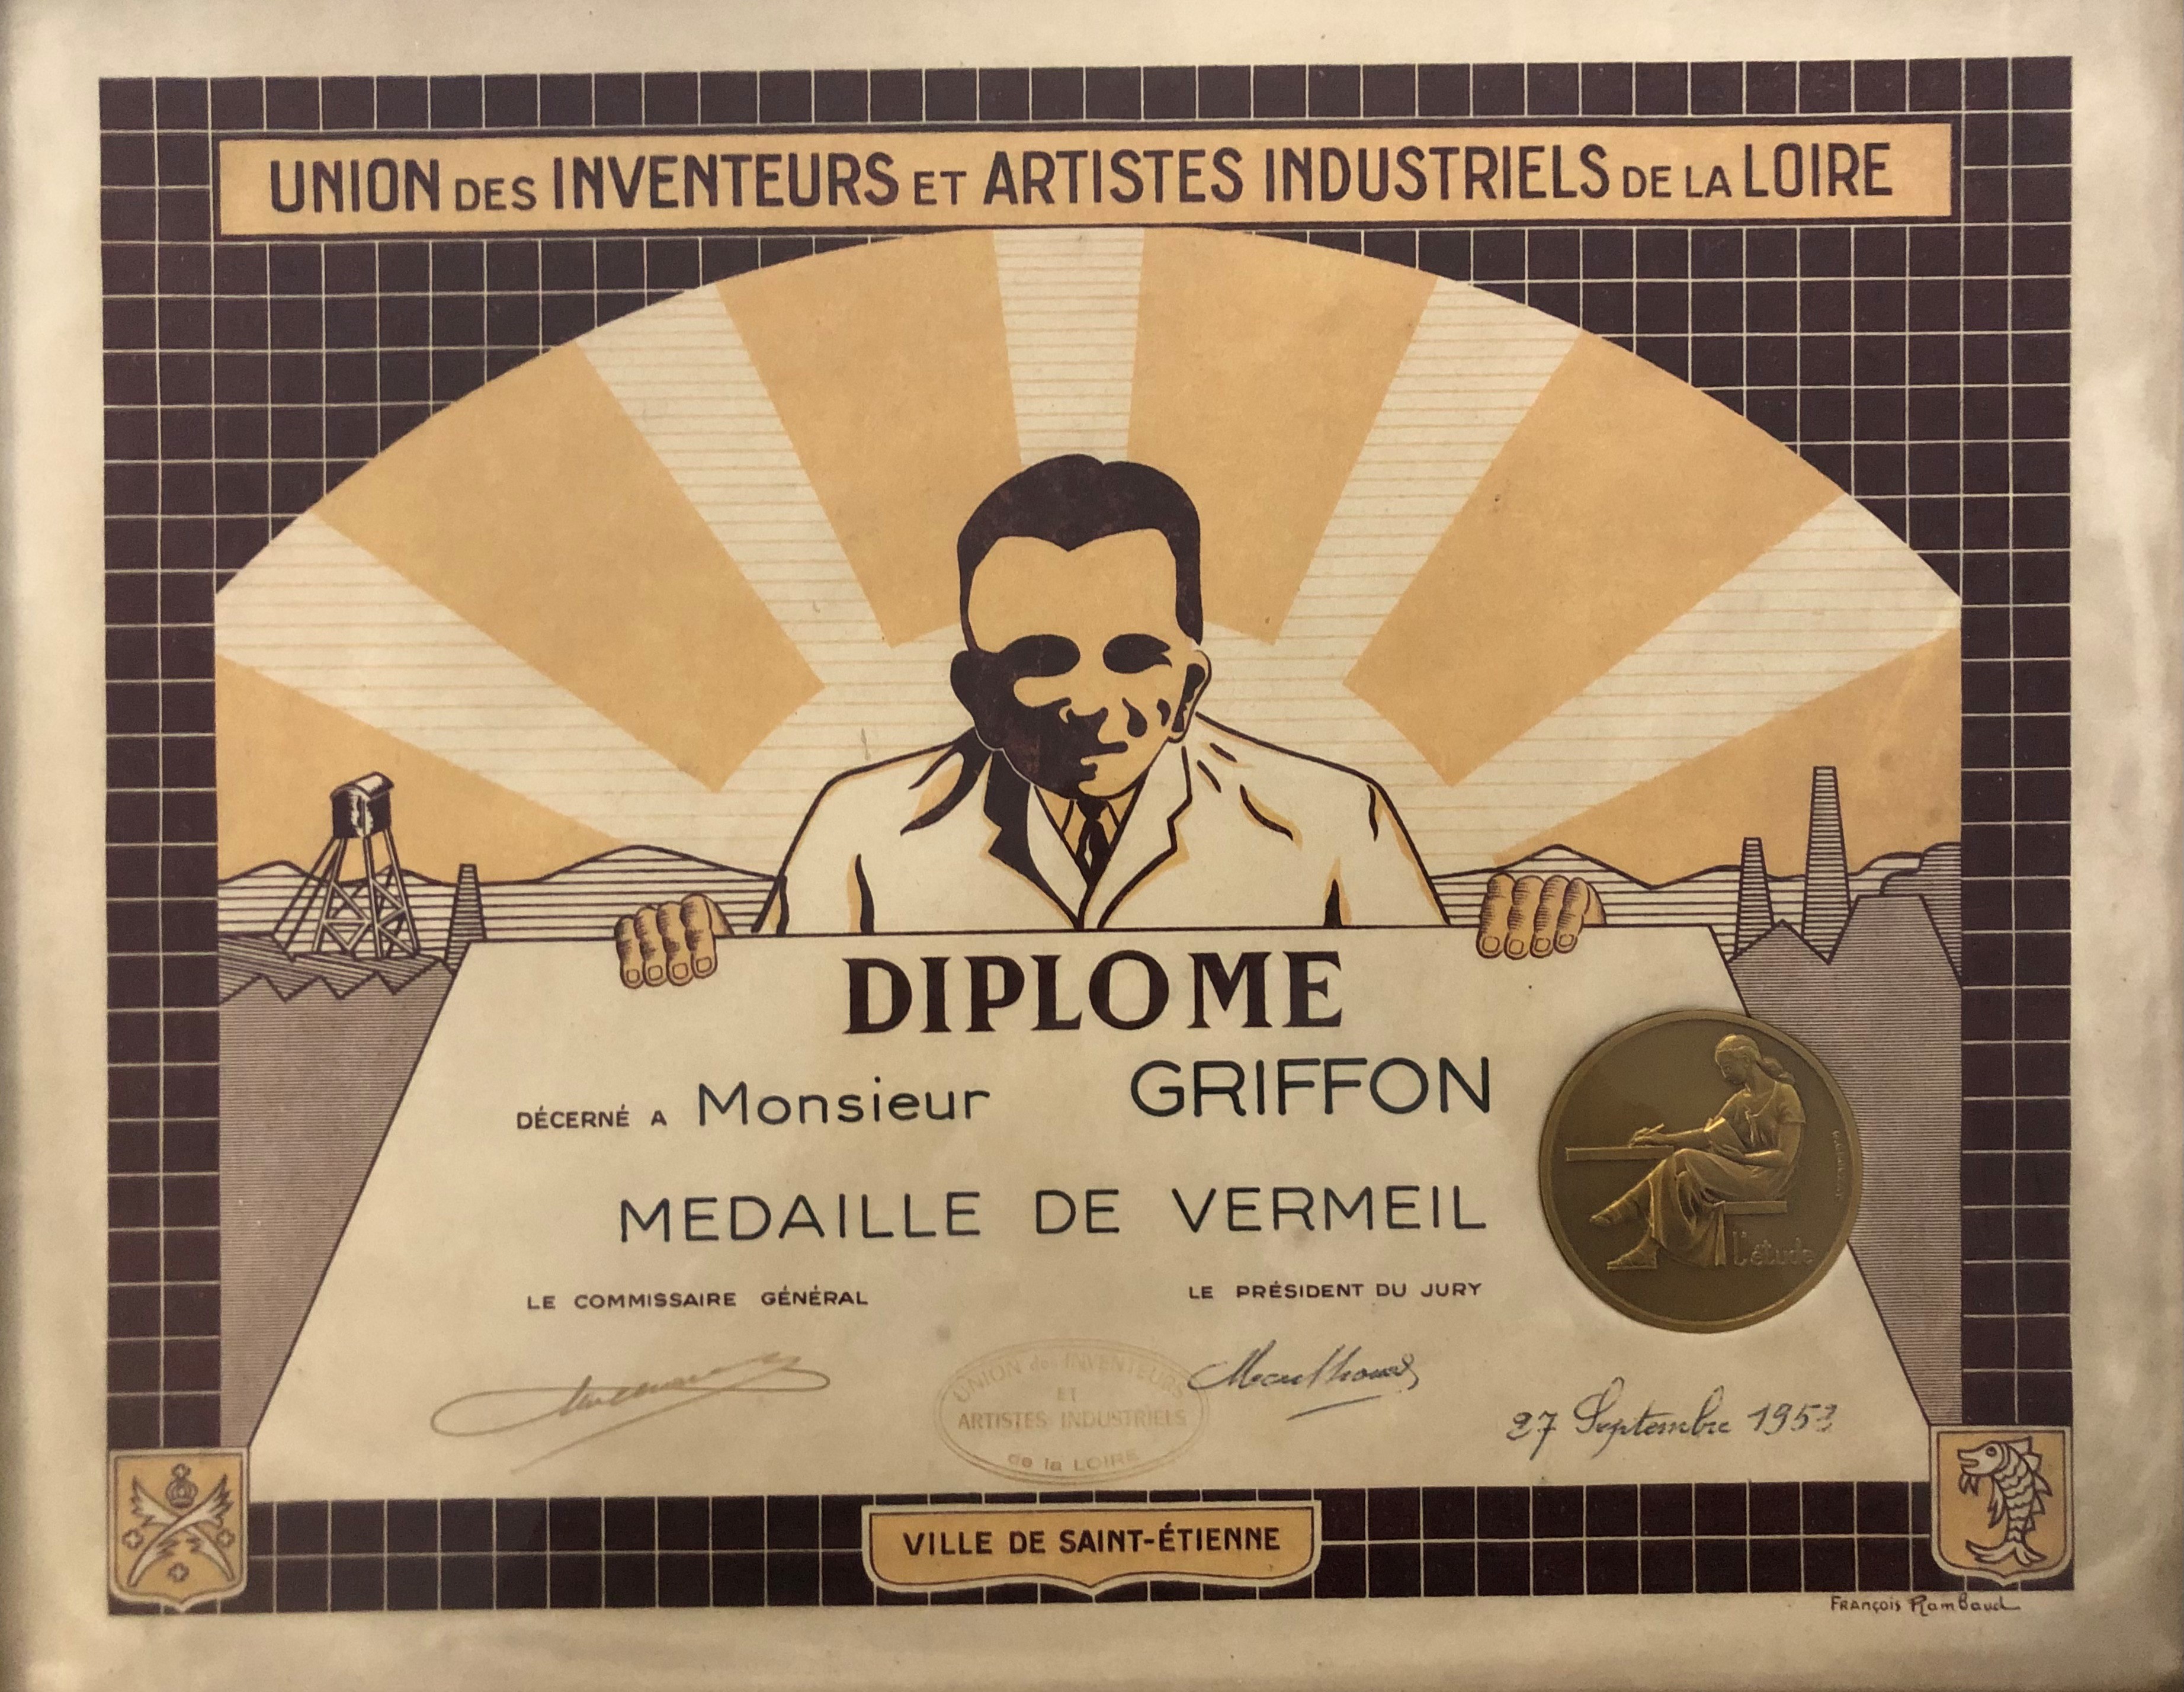 UNION DES INVENTEURS ET ARTISTES INDUSTRIELS DE LA LOIRE
DIPLOME
DÉCERNÉ A Monsieur GRIFFON
MEDAILLE DE VERMEIL
L'étude
LE COMMISSAIRE GÉNÉRAL LE PRÉSIDENT DU JURY
UNION des INVENTEURS
ET
ARTISTES INDUSTRIELS
de la LOIRE
27 Septembre
VILLE DE SAINT-ÉTIENNE
FRANÇOIS RamBaud